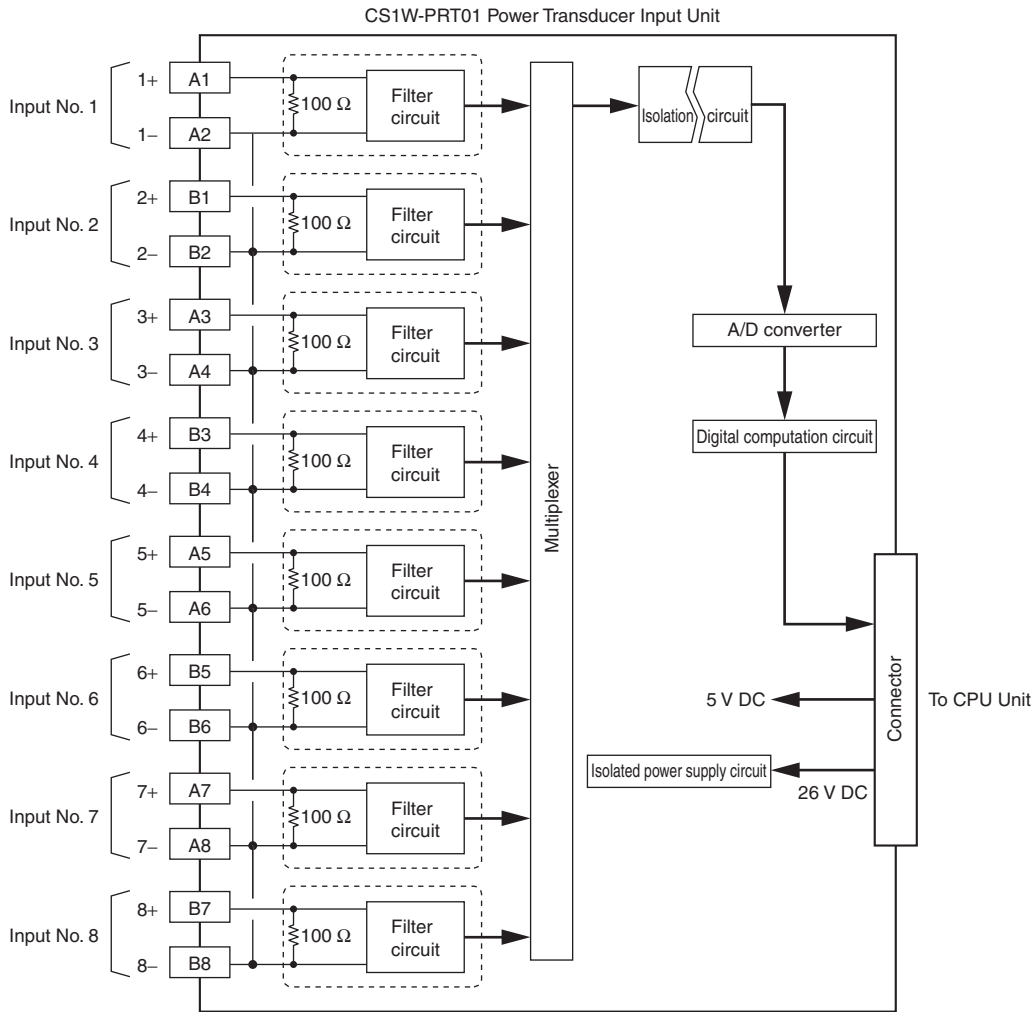 CS1W-PRT01 Power Transducer Input Unit
Input No. 1
1+
A1
1–
A2
100 Ω
Filter
circuit
Input No. 2
2+
B1
2–
B2
100 Ω
Filter
circuit
Input No. 3
3+
A3
3–
A4
100 Ω
Filter
circuit
Input No. 4
4+
B3
4–
B4
100 Ω
Filter
circuit
Input No. 5
5+
A5
5–
A6
100 Ω
Filter
circuit
Input No. 6
6+
B5
6–
B6
100 Ω
Filter
circuit
Input No. 7
7+
A7
7–
A8
100 Ω
Filter
circuit
Input No. 8
8+
B7
8–
B8
100 Ω
Filter
circuit
Multiplexer
Isolation circuit
A/D converter
Digital computation circuit
Connector
To CPU Unit
5 V DC
Isolated power supply circuit
26 V DC